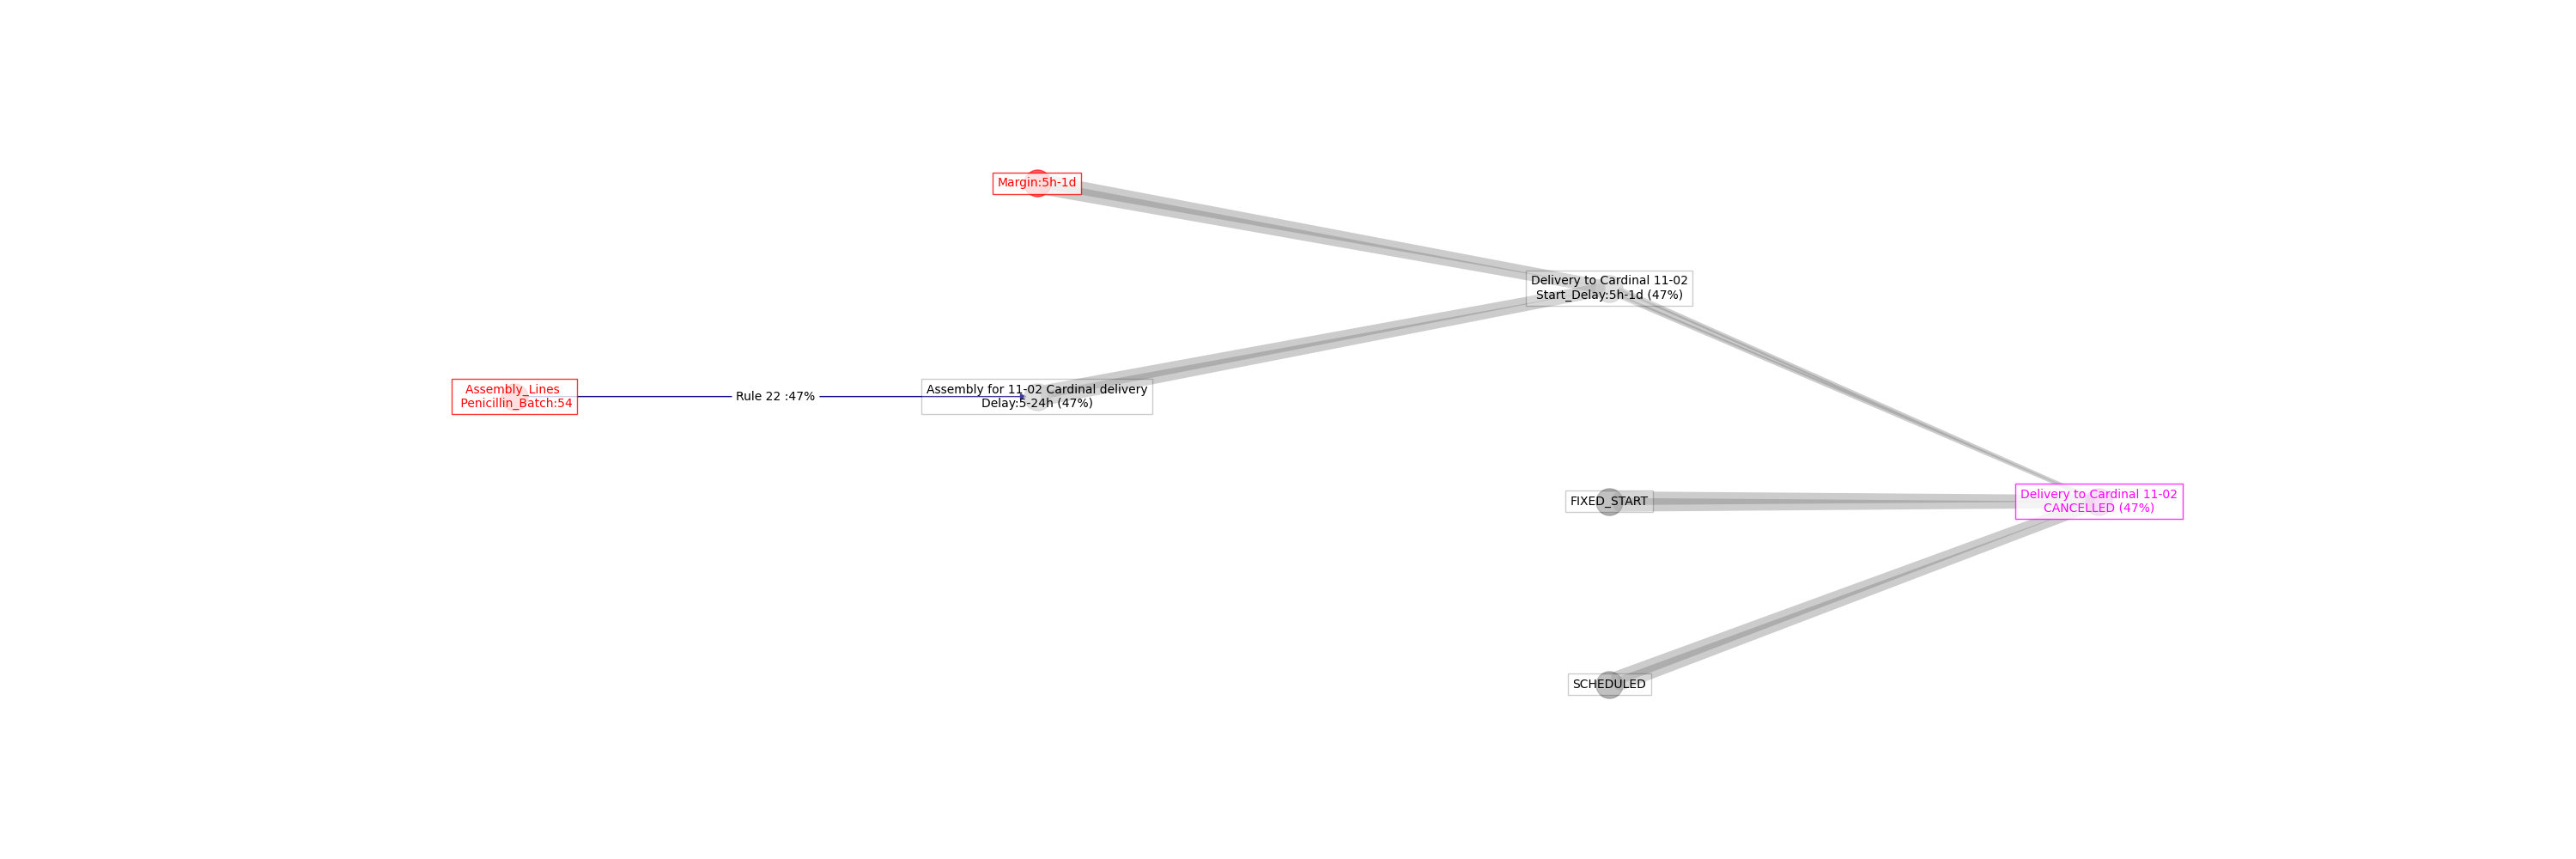 Margin:5h-1d
Delivery to Cardinal 11-02
Start_Delay:5h-1d (47%)
Assembly_Lines
Penicillin_Batch:54
Rule 22 :47%
Assembly for 11-02 Cardinal delivery
Delay:5-24h (47%)
FIXED_START
Delivery to Cardinal 11-02
CANCELLED (47%)
SCHEDULED